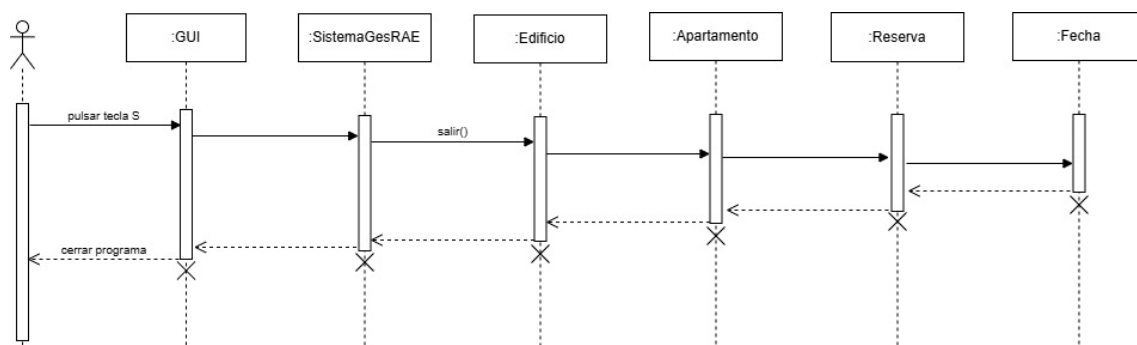 :GUI
:SistemaGesRAE
:Edificio
:Apartamento
:Reserva
:Fecha
pulsar tecla S
salir()
cerrar programa